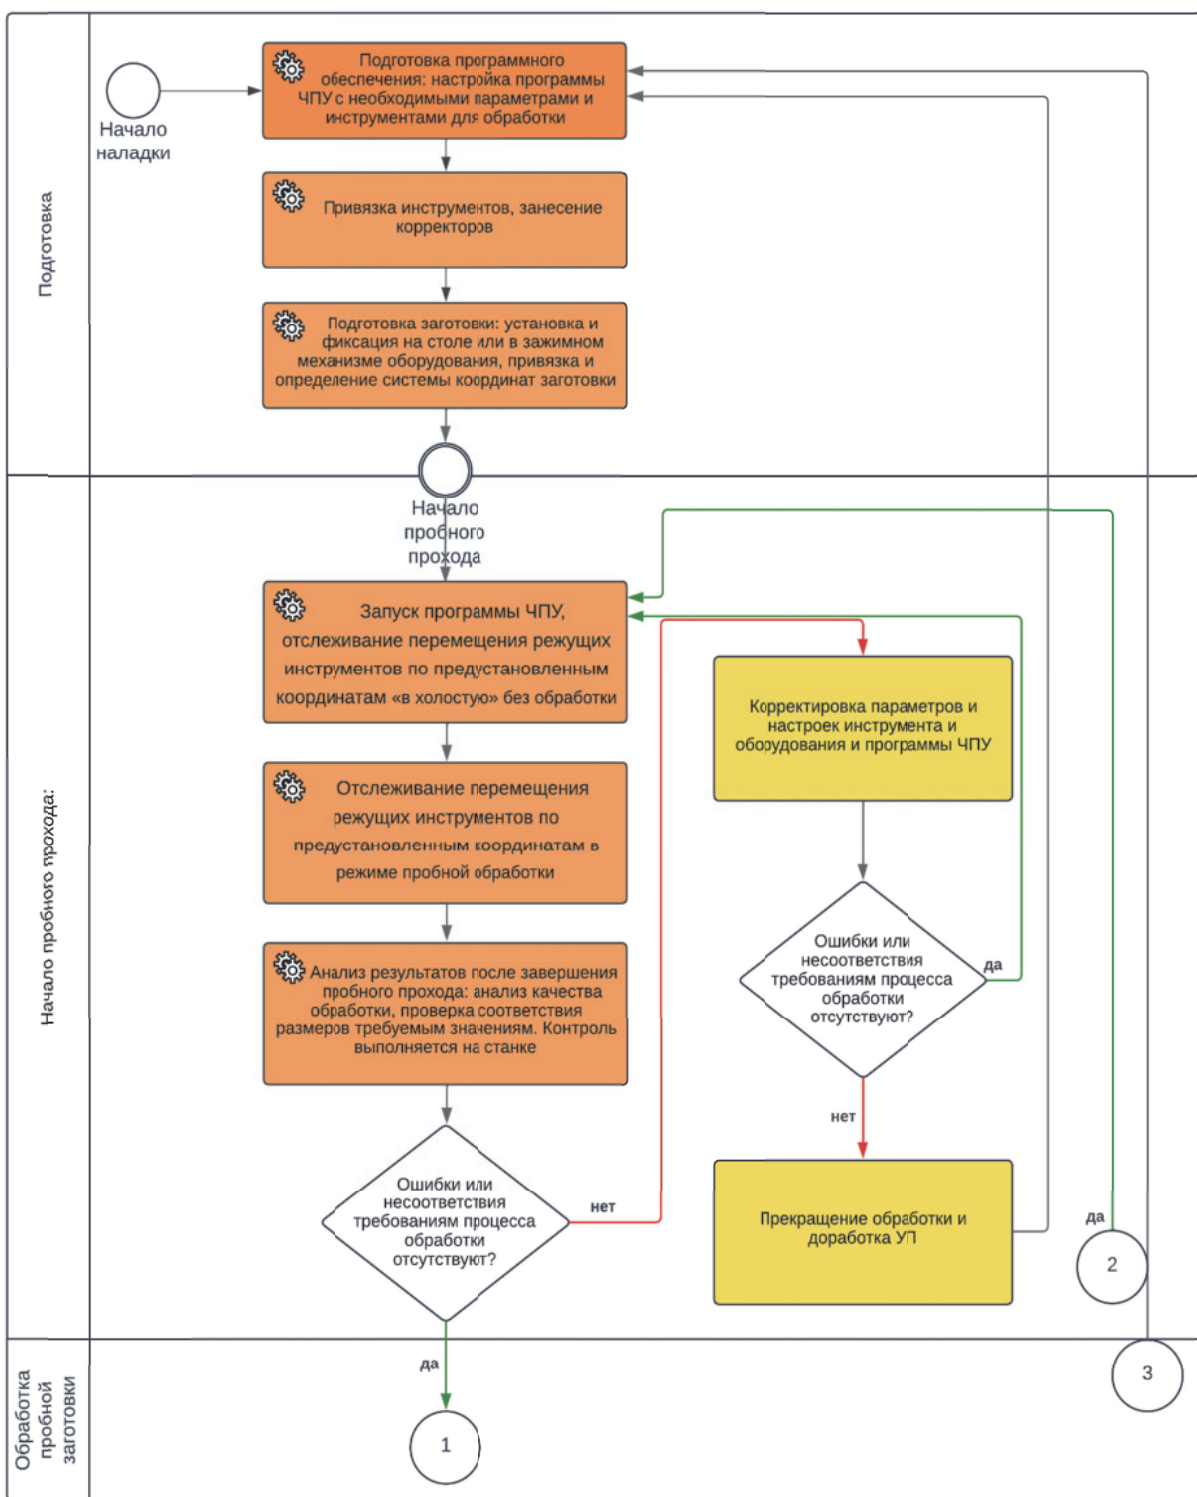 Подготовка
Начало
наладки
Подготовка программного
обеспечения: настройка программы
ЧПУ с необходимыми параметрами и
инструментами для обработки
Привязка инструментов, занесение
корректоров
Подготовка заготовки: установка и
фиксация на столе или в зажимном
механизме оборудования, привязка и
определение системы координат заготовки
Начало пробного прохода:
Начало
пробного
прохода
Запуск программы ЧПУ,
отслеживание перемещения режущих
инструментов по предустановленным
координатам «в холостую» без обработки
Отслеживание перемещения
режущих инструментов по
предустановленным координатам в
режиме пробной обработки
Анализ результатов после завершения
пробного прохода: анализ качества
обработки, проверка соответствия
размеров требуемым значениям. Контроль
выполняется на станке
Ошибки или
несоответствия
требованиям процесса
обработки
отсутствуют?
нет
Корректировка параметров и
настроек инструмента и
оборудования и программы ЧПУ
Ошибки или
несоответствия
требованиям процесса
обработки
отсутствуют?
да
нет
Прекращение обработки и
доработка УП
да
2
Обработка
пробной
заготовки
да
1
3